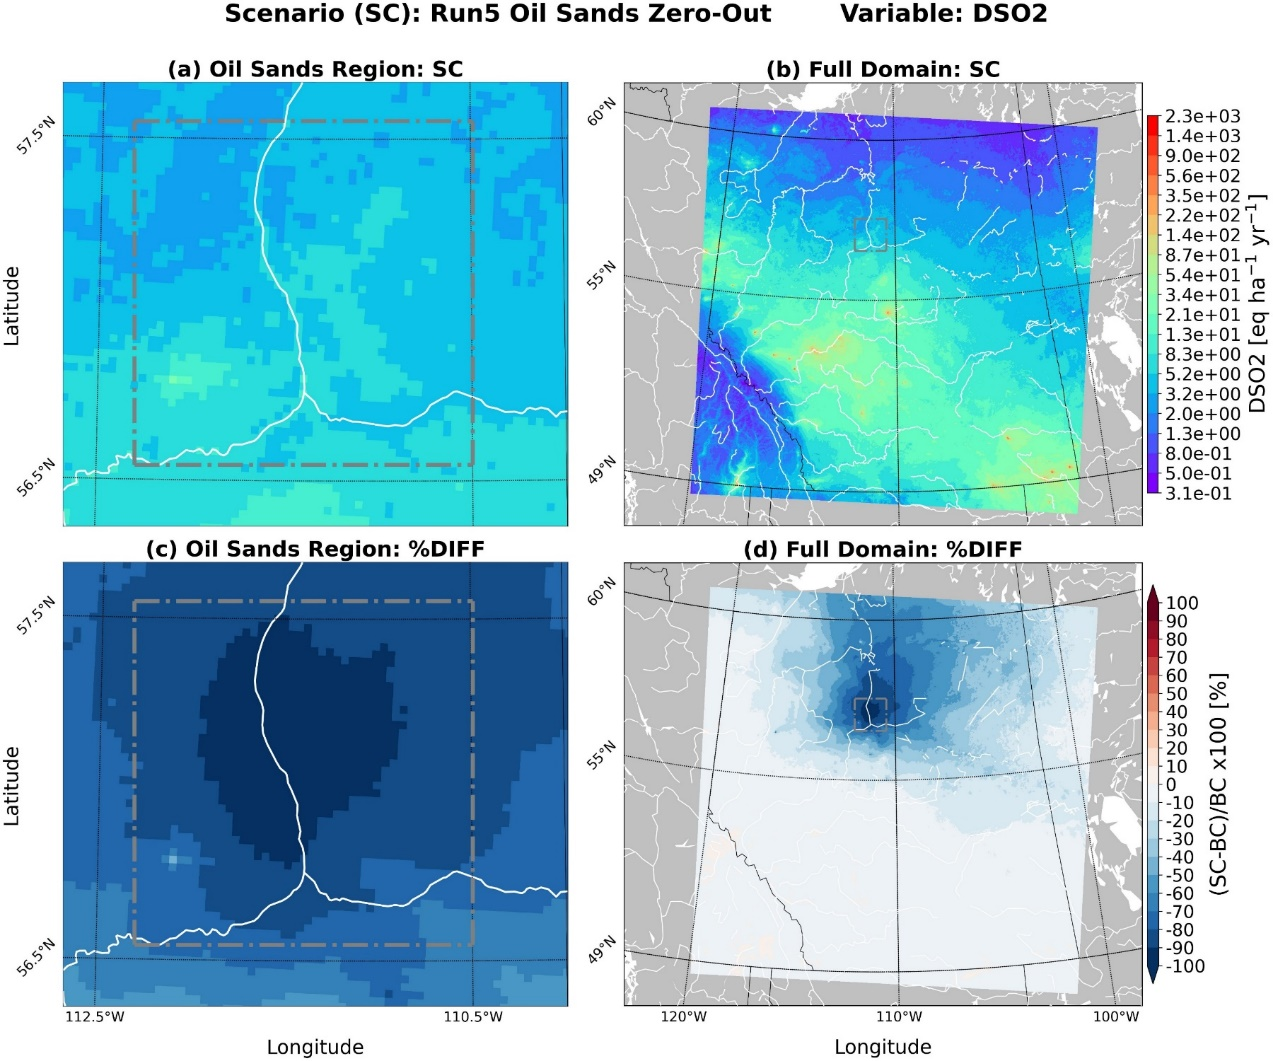 Scenario (SC): Run5 Oil Sands Zero-Out Variable: DSO2
(a) Oil Sands Region: SC
(b) Full Domain: SC
57.5°N
56.5°N
Latitude
60°N
55°N
49°N
2.3e+03
1.4e+03
9.0e+02
5.6e+02
3.5e+02
2.2e+02
1.4e+02
8.7e+01
5.4e+01
3.4e+01
2.1e+01
1.3e+01
8.3e+00
5.2e+00
3.2e+00
2.0e+00
1.3e+00
8.0e-01
5.0e-01
3.1e-01
DSO2 [eq ha⁻¹ yr⁻¹]
(c) Oil Sands Region: %DIFF
(d) Full Domain: %DIFF
57.5°N
56.5°N
Latitude
60°N
55°N
49°N
100
90
80
70
60
50
40
30
20
10
0
-10
-20
-30
-40
-50
-60
-70
-80
-90
-100
(SC-BC)/BC x100 [%]
112.5°W 110.5°W
120°W 110°W 100°W
Longitude
Longitude